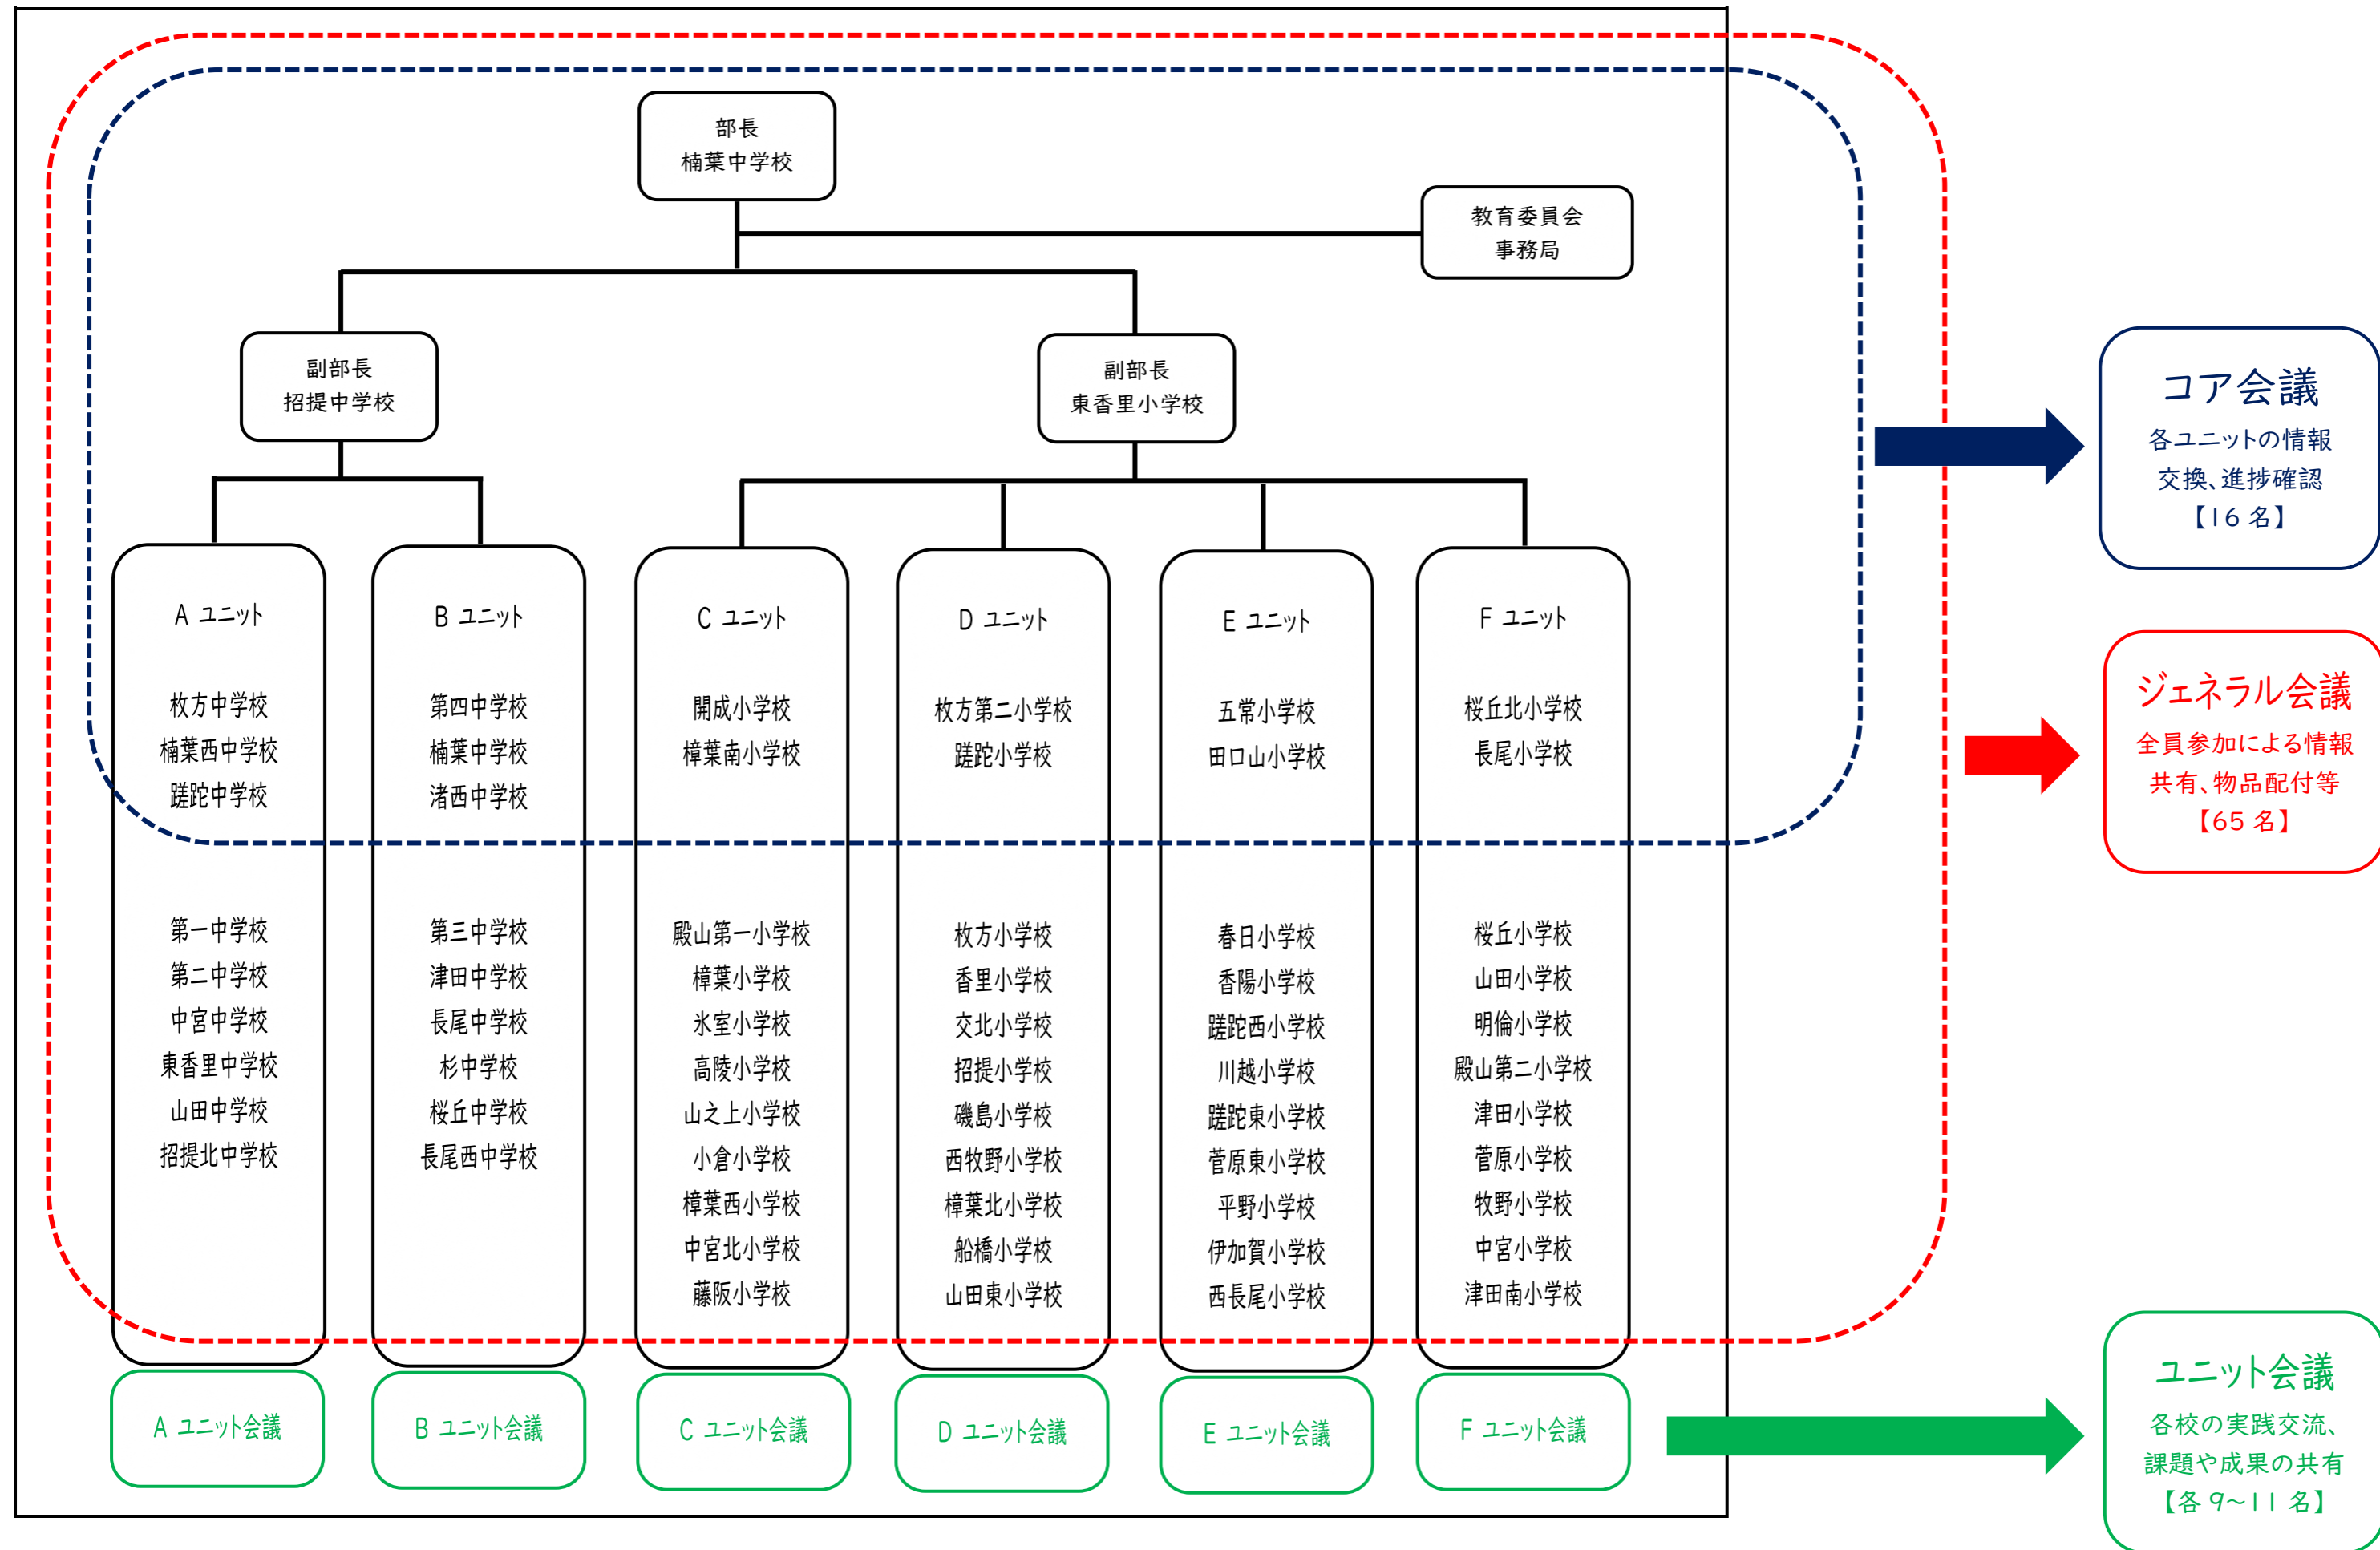 部長
楠葉中学校
教育委員会
事務局
副部長
招提中学校
副部長
東香里小学校
A ユニット
枚方中学校
楠葉西中学校
蹉跎中学校
第一中学校
第二中学校
中宮中学校
東香里中学校
山田中学校
招提北中学校
B ユニット
第四中学校
楠葉中学校
渚西中学校
第三中学校
津田中学校
長尾中学校
杉中学校
桜丘中学校
長尾西中学校
C ユニット
開成小学校
樟葉南小学校
殿山第一小学校
樟葉小学校
氷室小学校
高陵小学校
山之上小学校
小倉小学校
樟葉西小学校
中宮北小学校
藤阪小学校
D ユニット
枚方第二小学校
蹉跎小学校
枚方小学校
香里小学校
交北小学校
招提小学校
磯島小学校
西牧野小学校
樟葉北小学校
船橋小学校
山田東小学校
E ユニット
五常小学校
田口山小学校
春日小学校
香陽小学校
蹉跎西小学校
川越小学校
蹉跎東小学校
菅原東小学校
平野小学校
伊加賀小学校
西長尾小学校
F ユニット
桜丘北小学校
長尾小学校
桜丘小学校
山田小学校
明倫小学校
殿山第二小学校
津田小学校
菅原小学校
牧野小学校
中宮小学校
津田南小学校
A ユニット会議
B ユニット会議
C ユニット会議
D ユニット会議
E ユニット会議
F ユニット会議
コア会議
各ユニットの情報
交換、進捗確認
【16 名】
ジェネラル会議
全員参加による情報
共有、物品配付等
【65 名】
ユニット会議
各校の実践交流、
課題や成果の共有
【各 9~11 名】